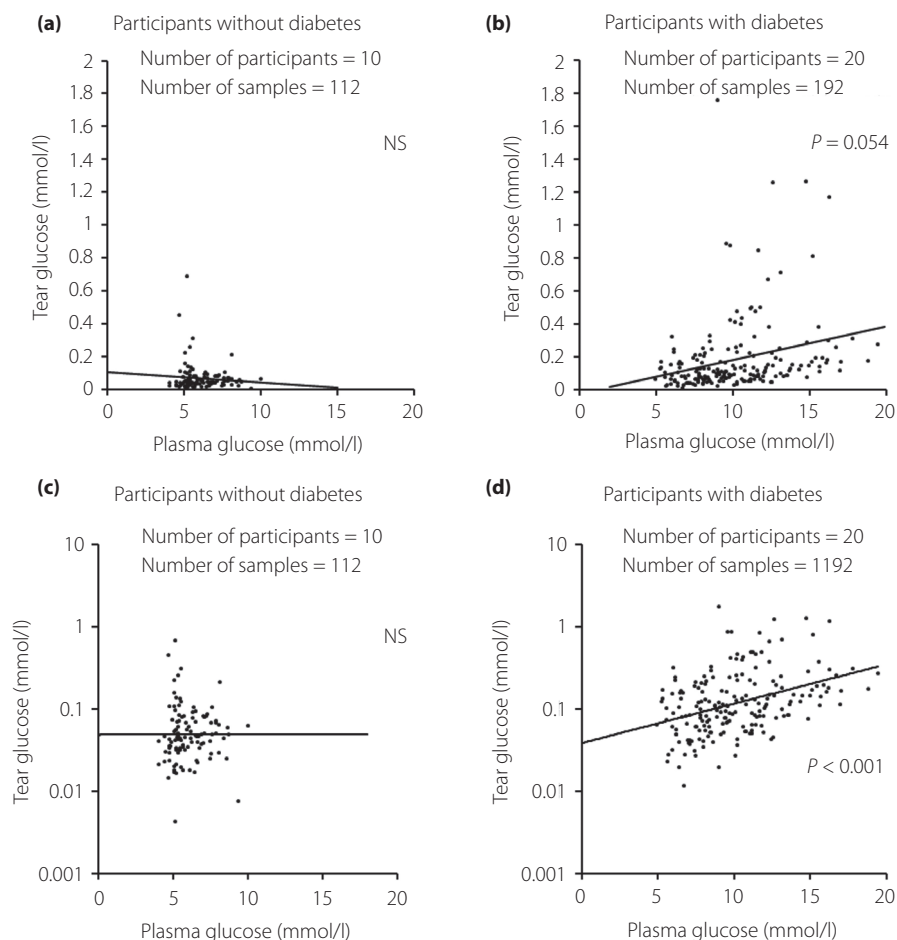 (a) Participants without diabetes
Number of participants = 10
Number of samples = 112
NS
2
1.8
1.6
1.4
1.2
1
0.8
0.6
0.4
0.2
0
Tear glucose (mmol/l)
0 5 10 15 20
Plasma glucose (mmol/l)
(b) Participants with diabetes
Number of participants = 20
Number of samples = 192
P = 0.054
2
1.8
1.6
1.4
1.2
1
0.8
0.6
0.4
0.2
0
Tear glucose (mmol/l)
0 5 10 15 20
Plasma glucose (mmol/l)
(c) Participants without diabetes
Number of participants = 10
Number of samples = 112
NS
10
1
0.1
0.01
0.001
Tear glucose (mmol/l)
0 5 10 15 20
Plasma glucose (mmol/l)
(d) Participants with diabetes
Number of participants = 20
Number of samples = 1192
P < 0.001
10
1
0.1
0.01
0.001
Tear glucose (mmol/l)
0 5 10 15 20
Plasma glucose (mmol/l)